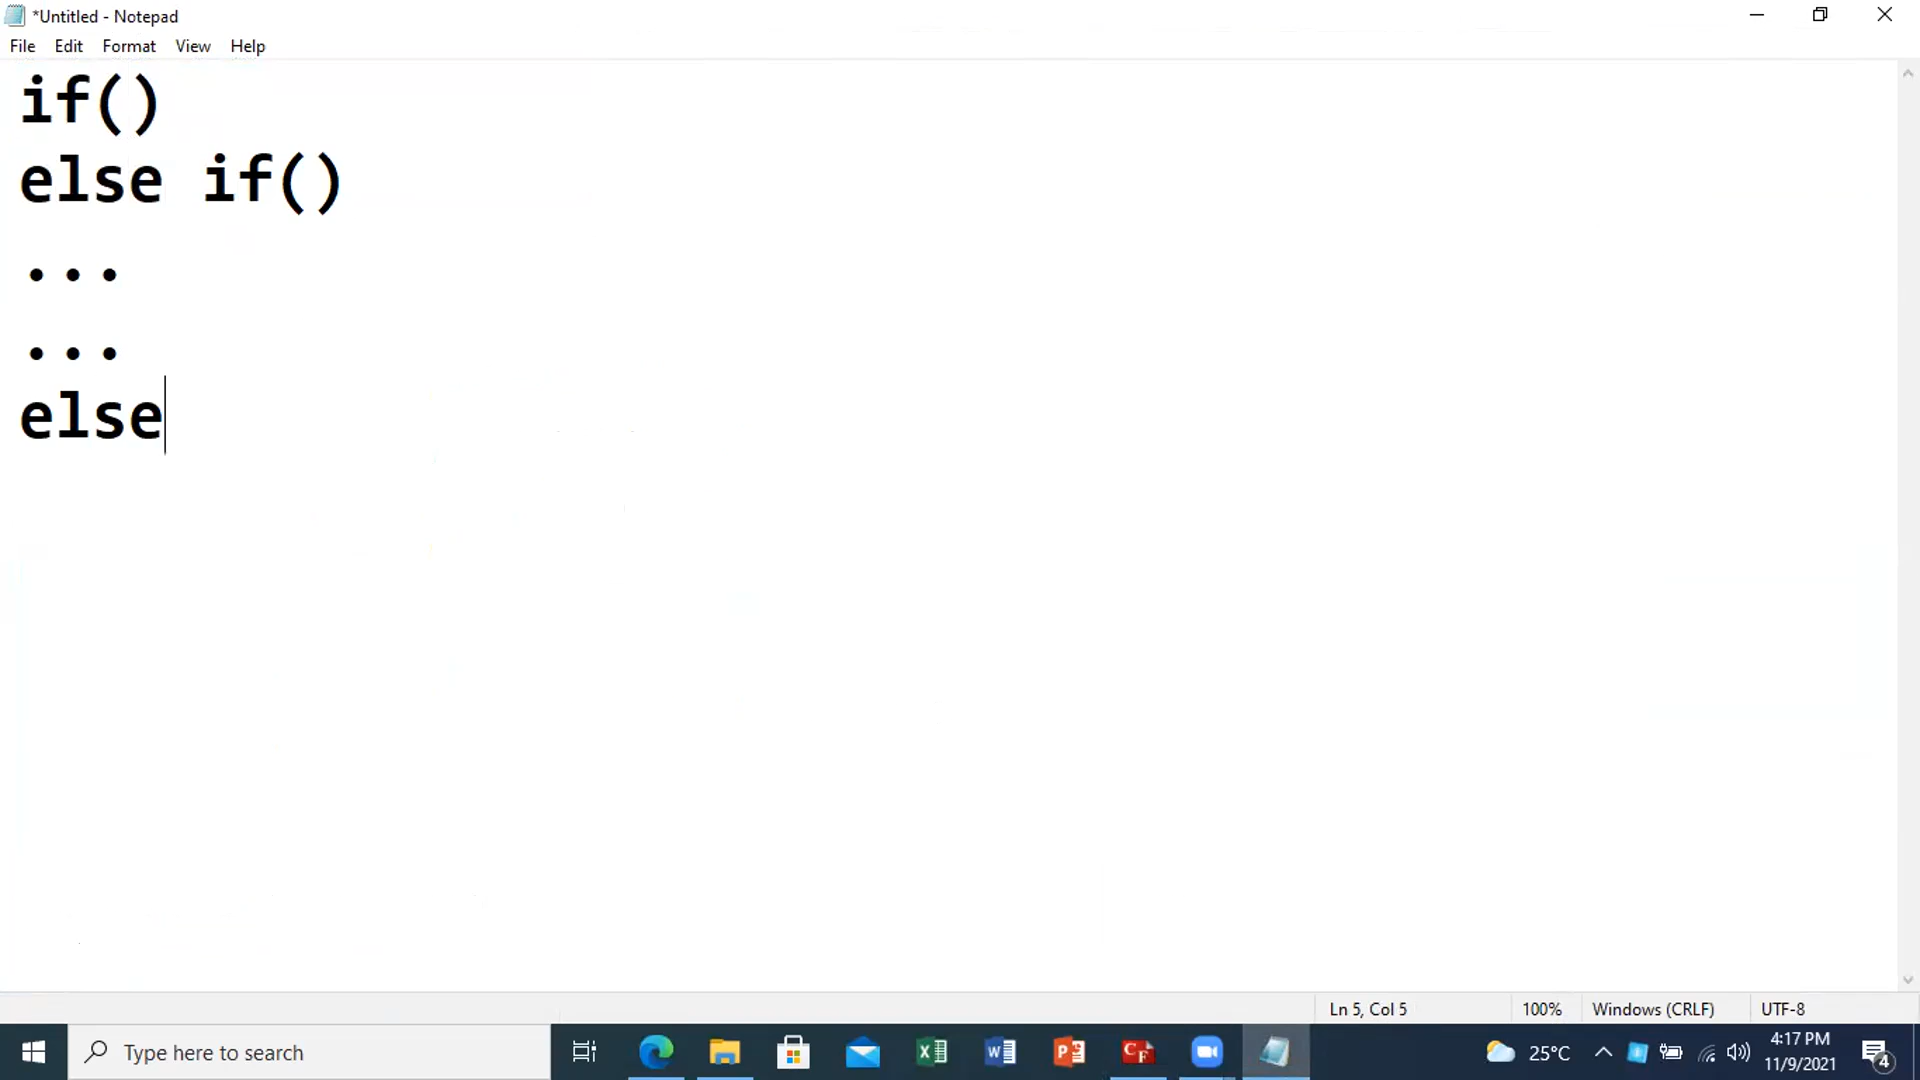 *Untitled - Notepad
File Edit Format View Help
if()
else if()
...
...
else
Ln 5, Col 5 100% Windows (CRLF) UTF-8
Type here to search
25°C
4:17 PM
11/9/2021
4